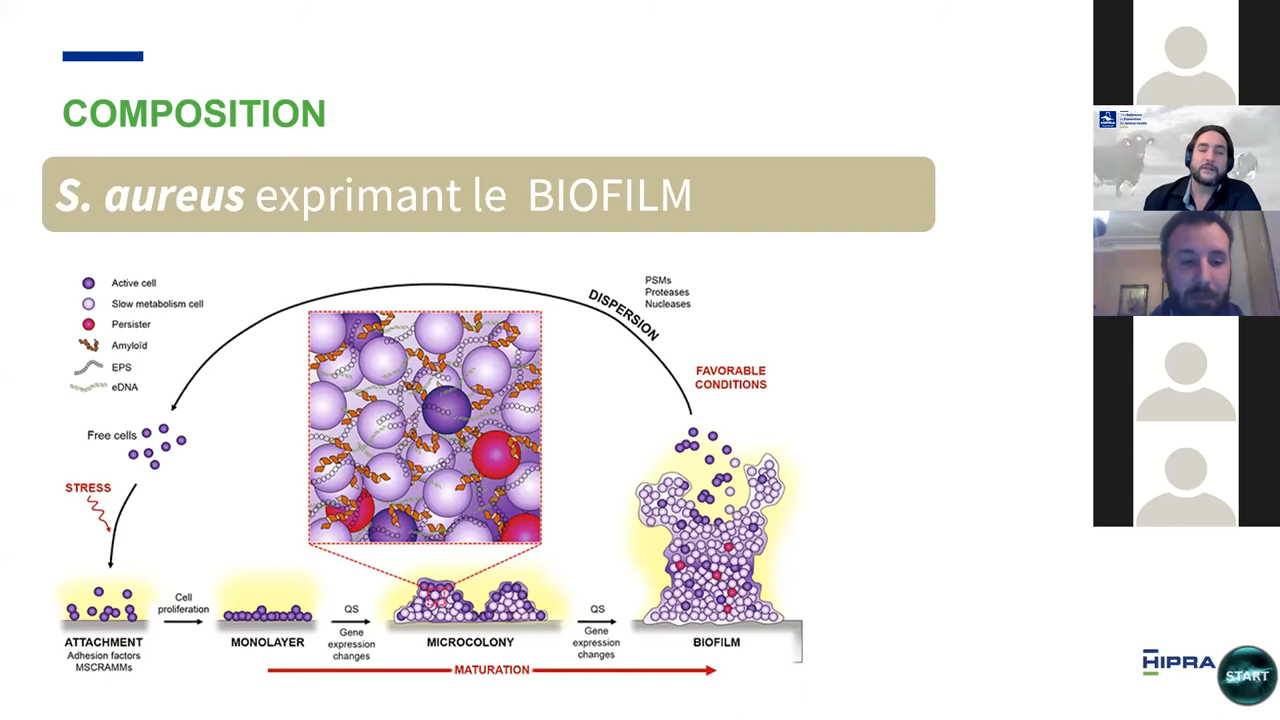 COMPOSITION
S. aureus exprimant le BIOFILM
Active cell
Slow metabolism cell
Persister
Amyloïd
EPS
eDNA
Free cells
STRESS
DISPERSION
PSMs
Proteases
Nucleases
FAVORABLE
CONDITIONS
ATTACHMENT
Adhesion factors
MSCRAMMs
Cell
proliferation
MONOLAYER
QS
Gene
expression
changes
MICROCOLONY
QS
Gene
expression
changes
BIOFILM
MATURATION
HIPRA
HIPRA
START